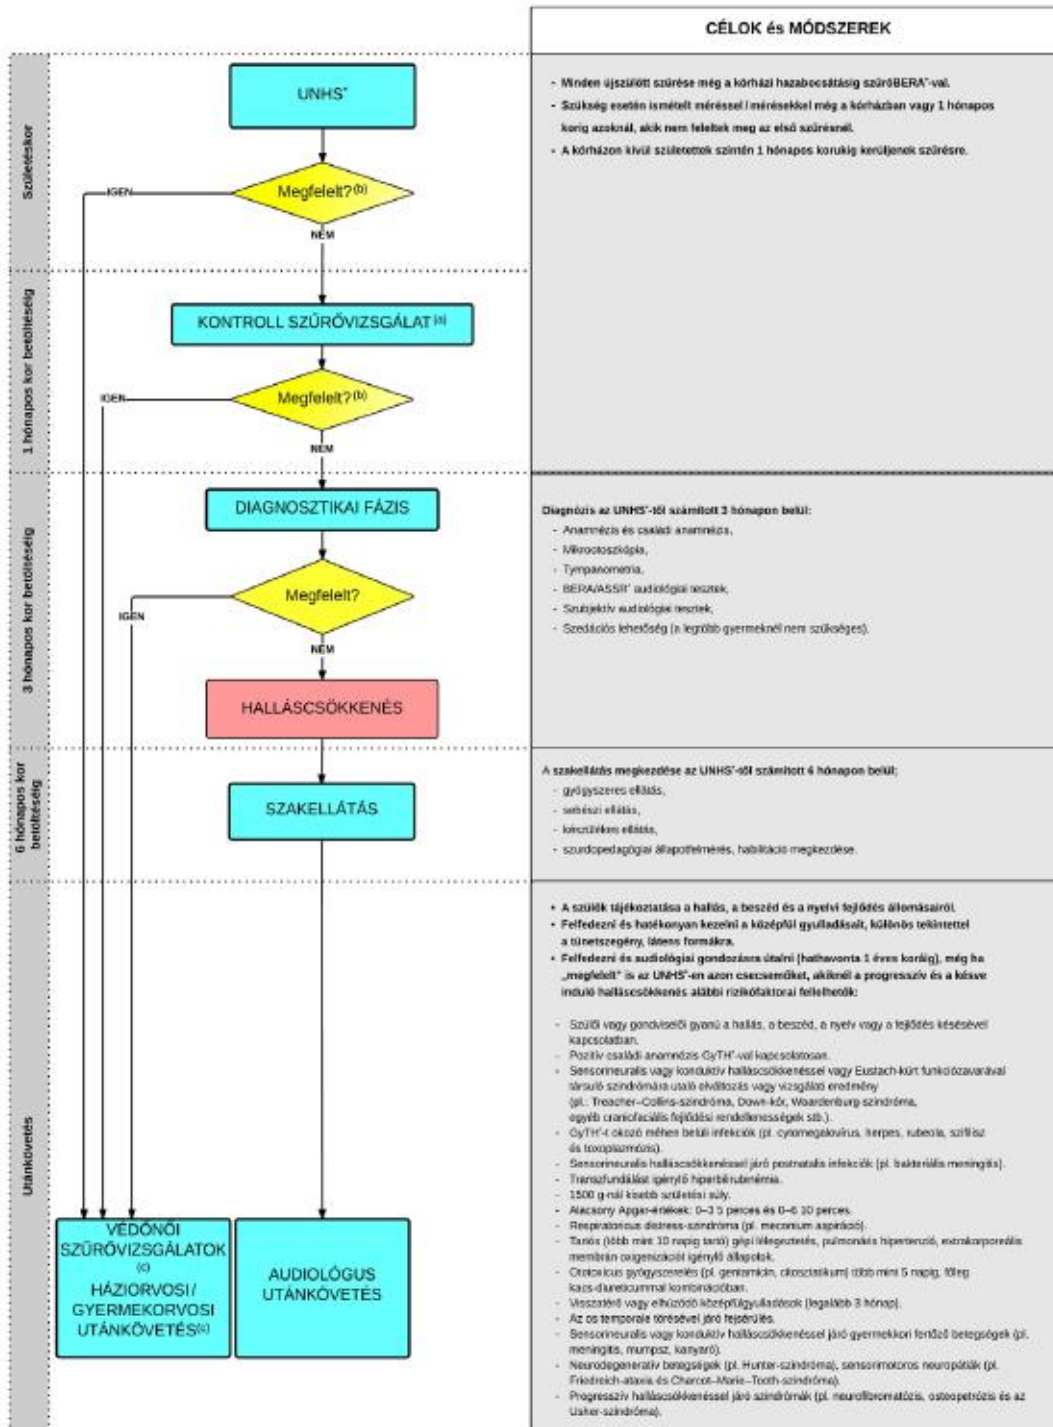 CÉLOK és MÓDSZEREK
Születéskor
UNHS*
Megfelelt?(b)
IGEN
NEM
- Minden újszülött szűrése még a kórházi hazabocsátásig szűrőBERA*-val.
- Szükség esetén ismételt méréssel / mérésekkel még a kórházban vagy 1 hónapos
korig azoknál, akik nem feleltek meg az első szűrésnél.
- A kórházon kívül születettek szintén 1 hónapos korukig kerüljenek szűrésre.
1 hónapos kor betöltéséig
KONTROLL SZŰRŐVIZSGÁLAT (a)
Megfelelt?(b)
IGEN
NEM
3 hónapos kor betöltéséig
DIAGNOSZTIKAI FÁZIS
Megfelelt?
IGEN
NEM
HALLÁSCSÖKKENÉS
Diagnózis az UNHS*-től számított 3 hónapon belül:
- Anamnézis és családi anamnézis,
- Mikrootoszkópia,
- Tympanometria,
- BERA/ASSR* audiológiai tesztek,
- Szubjektív audiológiai tesztek,
- Szedációs lehetőség (a legtöbb gyermeknél nem szükséges).
6 hónapos kor
betöltéséig
SZAKELLÁTÁS
A szakellátás megkezdése az UNHS*-től számított 6 hónapon belül;
- gyógyszeres ellátás,
- sebészi ellátás,
- készülékes ellátás,
- szurdopedagógiai állapotfelmérés, habilitáció megkezdése.
Utánkövetés
VÉDŐNŐI
SZŰRŐVIZSGÁLATOK
(c)
HÁZIORVOSI /
GYERMEKORVOSI
UTÁNKÖVETÉS(c)
AUDIOLÓGUS
UTÁNKÖVETÉS
• A szülők tájékoztatása a hallás, a beszéd és a nyelvi fejlődés állomásairól.
• Felfedezni és hatékonyan kezelni a középfül gyulladásait, különös tekintettel
a tünetszegény, látens formákra.
• Felfedezni és audiológiai gondozásra útalni (hathavonta 1 éves koráig), még ha
„megfelelt” is az UNHS*-en azon csecsemőket, akiknél a progresszív és a késve
induló halláscsökkenés alábbi rizikófaktorai fellelhetők:
- Szülői vagy gondviselői gyanú a hallás, a beszéd, a nyelv vagy a fejlődés késésével
kapcsolatban.
- Pozitív családi anamnézis GyTH*-val kapcsolatosan.
- Sensorineuralis vagy konduktív halláscsökkenéssel vagy Eustach-kürt funkciózavarával
társuló szindrómára utaló elváltozás vagy vizsgálati eredmény
(pl.: Treacher–Collins-szindróma, Down-kór, Waardenburg-szindróma,
egyéb craniofaciális fejlődési rendellenességek stb.).
- GyTH*-t okozó méhen belüli infekciók (pl. cytomegalovírus, herpes, rubeola, szifilisz
és toxoplazmózis).
- Sensorineuralis halláscsökkenéssel járó postnatalis infekciók (pl. bakteriális meningitis).
- Transzfundálást igénylő hiperbilirubinémia.
- 1500 g-nál kisebb születési súly.
- Alacsony Apgar-értékek: 0–3 5 perces és 0–6 10 perces.
- Respiratoricus distress-szindróma (pl. meconium aspiráció).
- Tartós (több mint 10 napig tartó) gépi lélegeztetés, pulmonáris hipertenzió, extrakorporeális
membrán oxigenizációt igénylő állapotok.
- Ototoxicus gyógyszerelés (pl. gentamicin, citosztatikum) több mint 5 napig, főleg
kacs-diureticummal kombinációban.
- Visszatérő vagy elhúzódó középfülgyulladások (legalább 3 hónap).
- Az os temporale törésével járó fejsérülés.
- Sensorineuralis vagy konduktív halláscsökkenéssel járó gyermekkori fertőző betegségek (pl.
meningitis, mumpsz, kanyaró).
- Neurodegeneratív betegségek (pl. Hunter-szindróma), sensorimotoros neuropátiák (pl.
Friedreich-ataxia és Charcot–Marie–Tooth-szindróma).
- Progresszív halláscsökkenéssel járó szindrómák (pl. neurofibromatózis, osteopetrózis és az
Usher-szindróma).